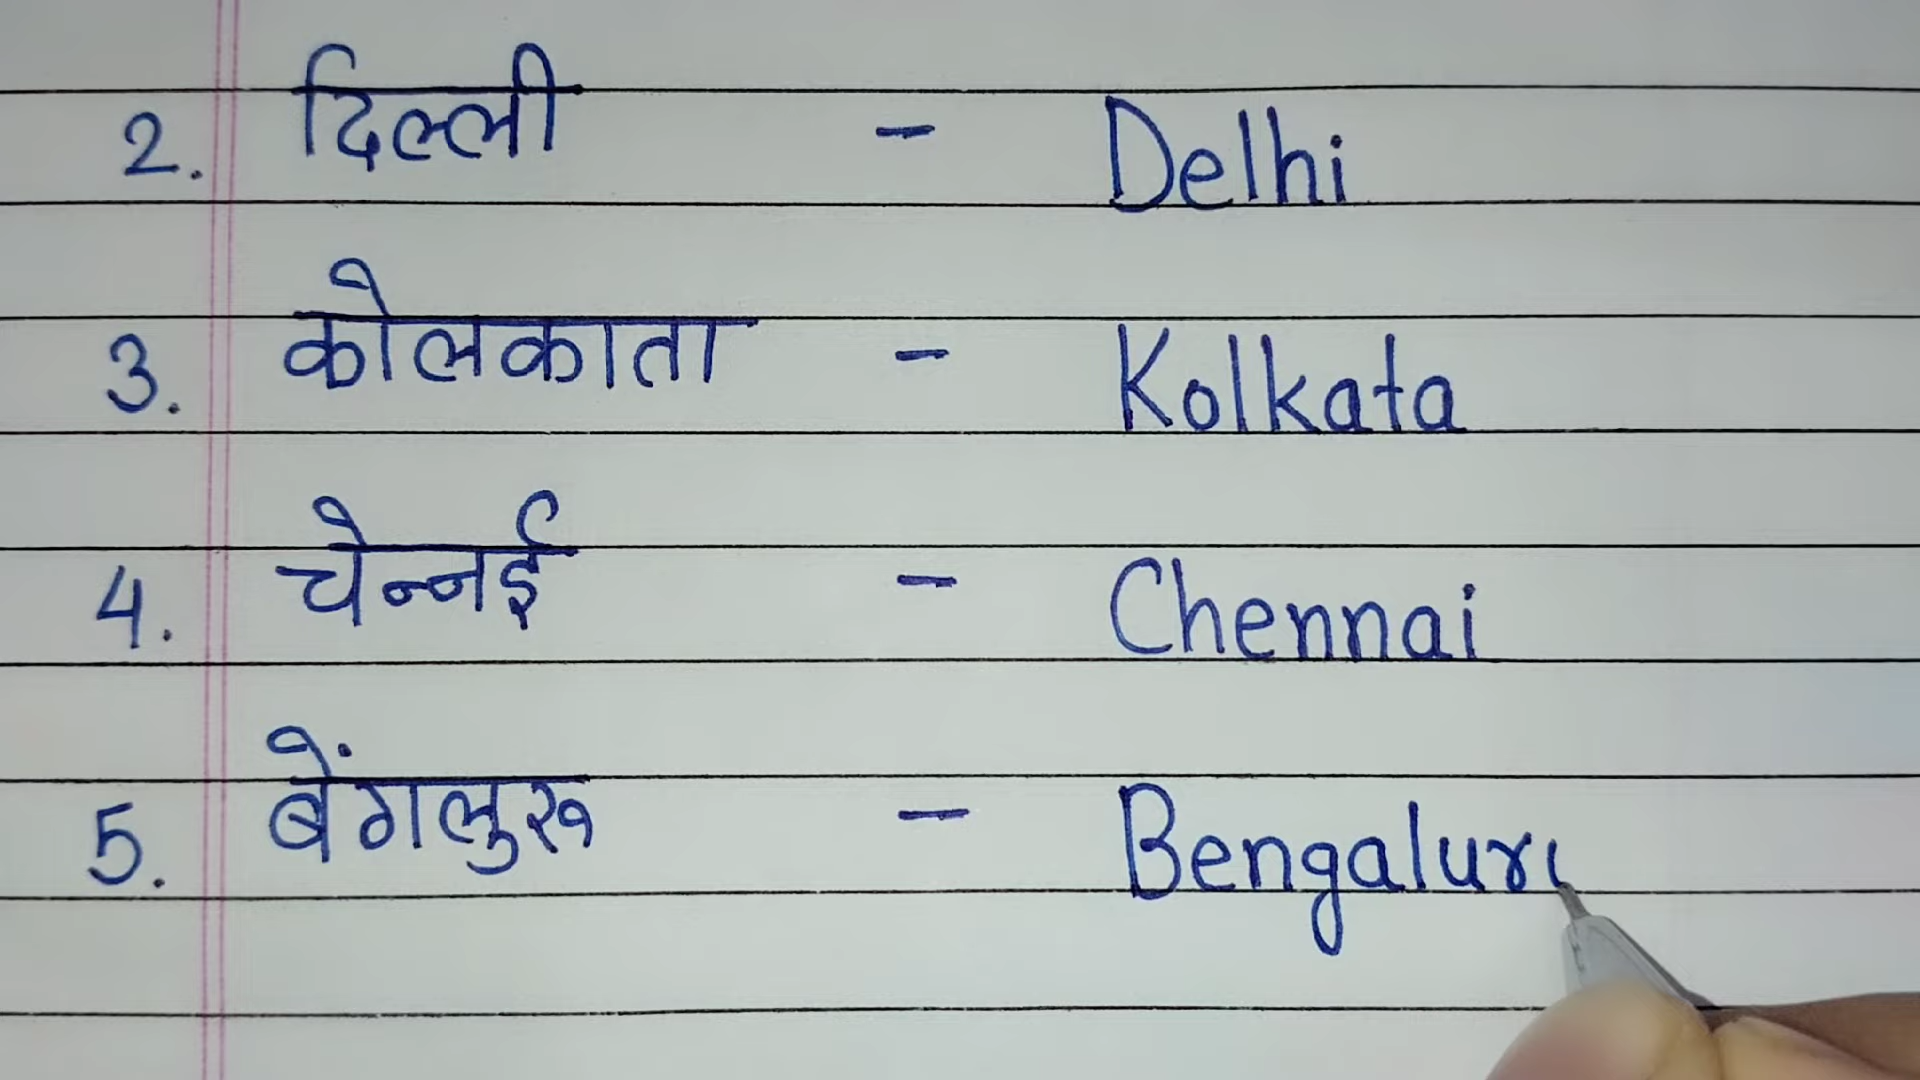 2. दिल्ली - Delhi
3. कोलकाता - Kolkata
4. चेन्नई - Chennai
5. बेंगलुरु - Bengaluru